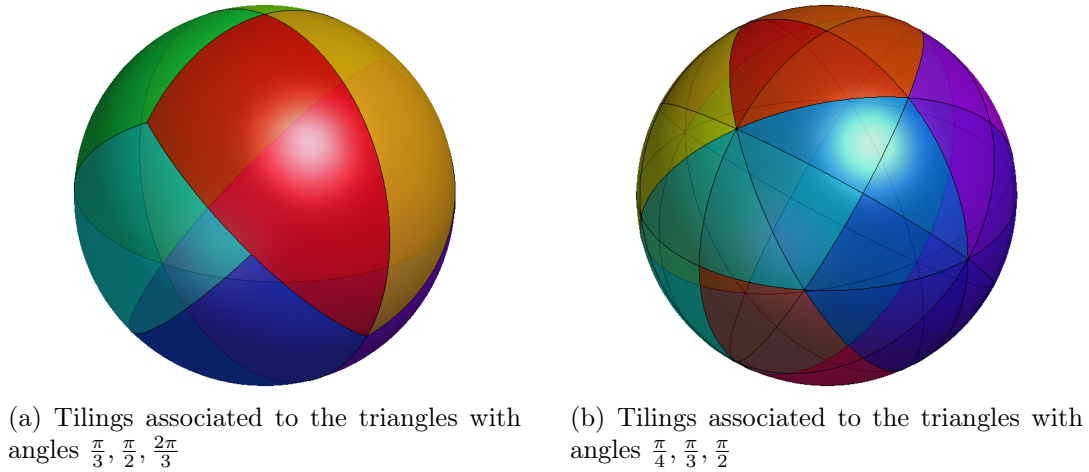 (a) Tilings associated to the triangles with
angles π/3, π/2, 2π/3
(b) Tilings associated to the triangles with
angles π/4, π/3, π/2